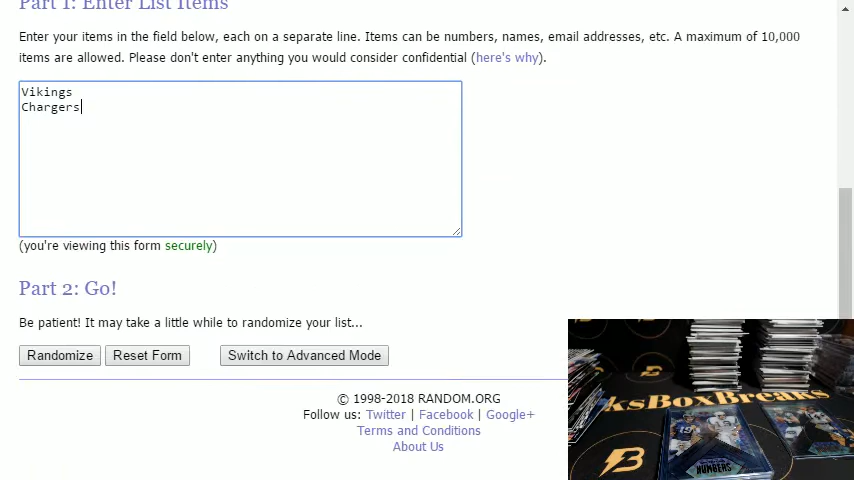 Part 1: Enter List Items
Enter your items in the field below, each on a separate line. Items can be numbers, names, email addresses, etc. A maximum of 10,000
items are allowed. Please don't enter anything you would consider confidential (here's why).
Vikings
Chargers
(you're viewing this form securely)
Part 2: Go!
Be patient! It may take a little while to randomize your list...
Randomize Reset Form Switch to Advanced Mode
© 1998-2018 RANDOM.ORG
Follow us: Twitter | Facebook | Google+
Terms and Conditions
About Us
ksBoxBreaks
NUMBERS